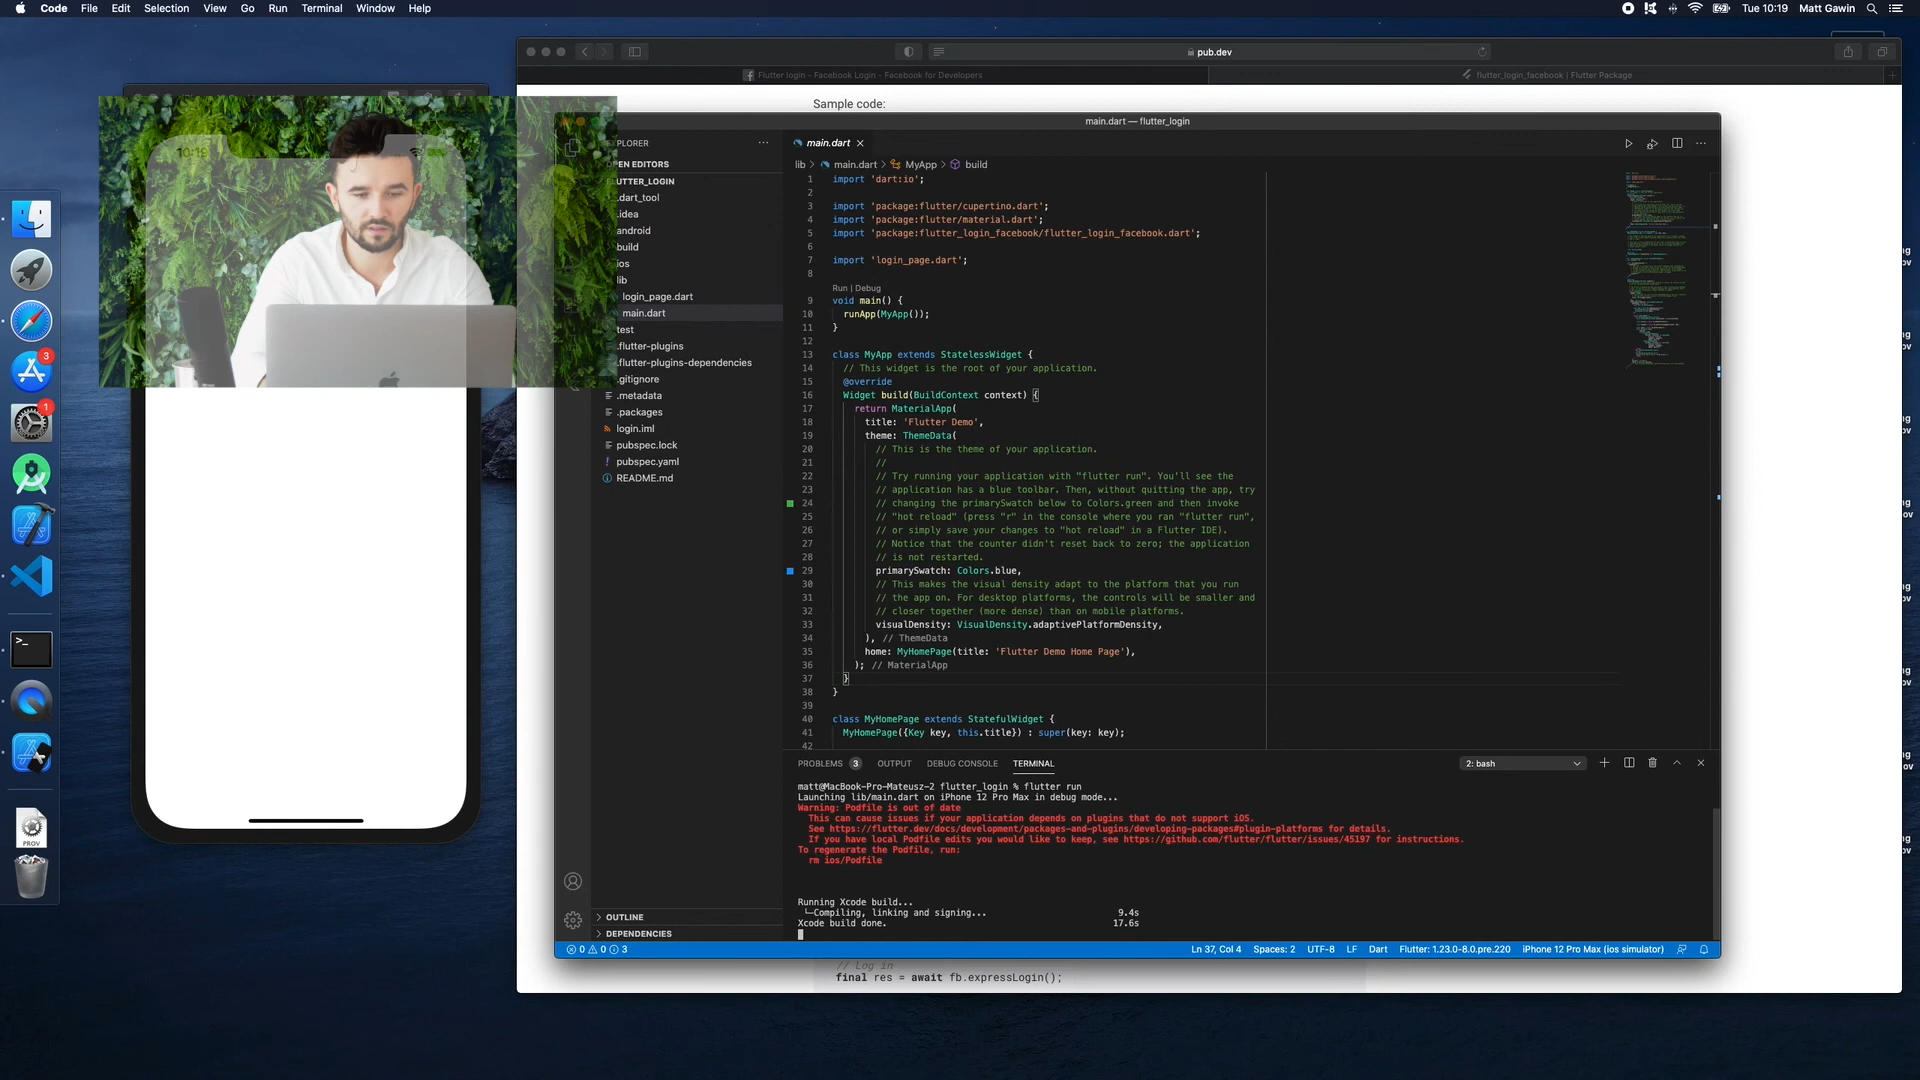 Code File Edit Selection View Go Run Terminal Window Help
Tue 10:19 Matt Gawin
pub.dev
Flutter login - Facebook Login - Facebook for Developers
flutter_login_facebook | Flutter Package
Sample code:
main.dart — flutter_login
10:19
3
1
PROV
PLORER
EN EDITORS
UTTER_LOGIN
.dart_tool
.idea
android
build
ios
lib
login_page.dart
main.dart
test
.flutter-plugins
.flutter-plugins-dependencies
.gitignore
.metadata
.packages
login.iml
pubspec.lock
! pubspec.yaml
README.md
OUTLINE
DEPENDENCIES
main.dart
lib > main.dart > MyApp > build
1 import 'dart:io';
2
3 import 'package:flutter/cupertino.dart';
4 import 'package:flutter/material.dart';
5 import 'package:flutter_login_facebook/flutter_login_facebook.dart';
6
7 import 'login_page.dart';
8
Run | Debug
9 void main() {
10 runApp(MyApp());
11 }
12
13 class MyApp extends StatelessWidget {
14 // This widget is the root of your application.
15 @override
16 Widget build(BuildContext context) {
17 return MaterialApp(
18 title: 'Flutter Demo',
19 theme: ThemeData(
20 // This is the theme of your application.
21 //
22 // Try running your application with "flutter run". You'll see the
23 // application has a blue toolbar. Then, without quitting the app, try
24 // changing the primarySwatch below to Colors.green and then invoke
25 // "hot reload" (press "r" in the console where you ran "flutter run",
26 // or simply save your changes to "hot reload" in a Flutter IDE).
27 // Notice that the counter didn't reset back to zero; the application
28 // is not restarted.
29 primarySwatch: Colors.blue,
30 // This makes the visual density adapt to the platform that you run
31 // the app on. For desktop platforms, the controls will be smaller and
32 // closer together (more dense) than on mobile platforms.
33 visualDensity: VisualDensity.adaptivePlatformDensity,
34 ), // ThemeData
35 home: MyHomePage(title: 'Flutter Demo Home Page'),
36 ); // MaterialApp
37 }
38 }
39
40 class MyHomePage extends StatefulWidget {
41 MyHomePage({Key key, this.title}) : super(key: key);
42
PROBLEMS 3 OUTPUT DEBUG CONSOLE TERMINAL 2: bash
matt@MacBook-Pro-Mateusz-2 flutter_login % flutter run
Launching lib/main.dart on iPhone 12 Pro Max in debug mode...
Warning: Podfile is out of date
This can cause issues if your application depends on plugins that do not support iOS.
See https://flutter.dev/docs/development/packages-and-plugins/developing-packages#plugin-platforms for details.
If you have local Podfile edits you would like to keep, see https://github.com/flutter/flutter/issues/45197 for instructions.
To regenerate the Podfile, run:
rm ios/Podfile
Running Xcode build...
└─Compiling, linking and signing... 9.4s
Xcode build done. 17.6s
0 0 3 Ln 37, Col 4 Spaces: 2 UTF-8 LF Dart Flutter: 1.23.0-8.0.pre.220 iPhone 12 Pro Max (ios simulator)
// Log in
final res = await fb.expressLogin();